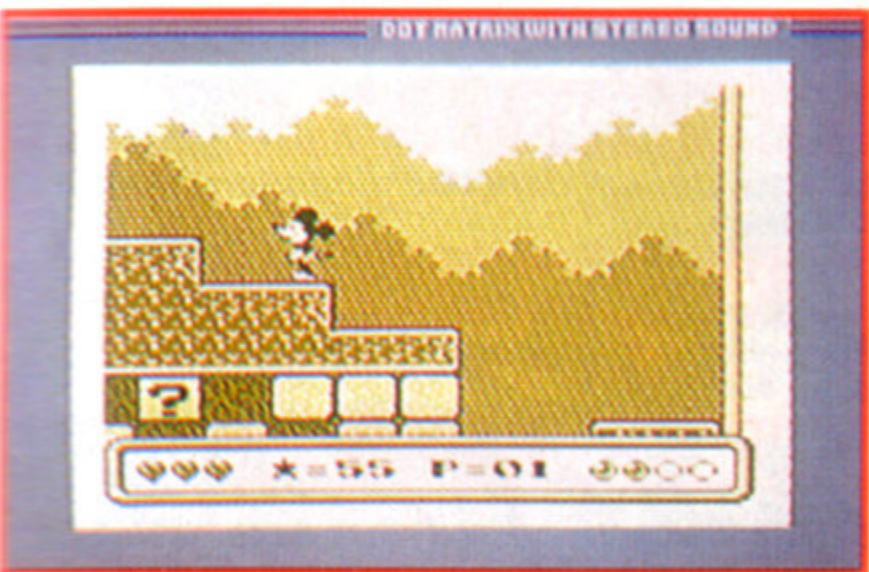 DOT MATRIX WITH STEREO SOUND
?
★=55 P=01